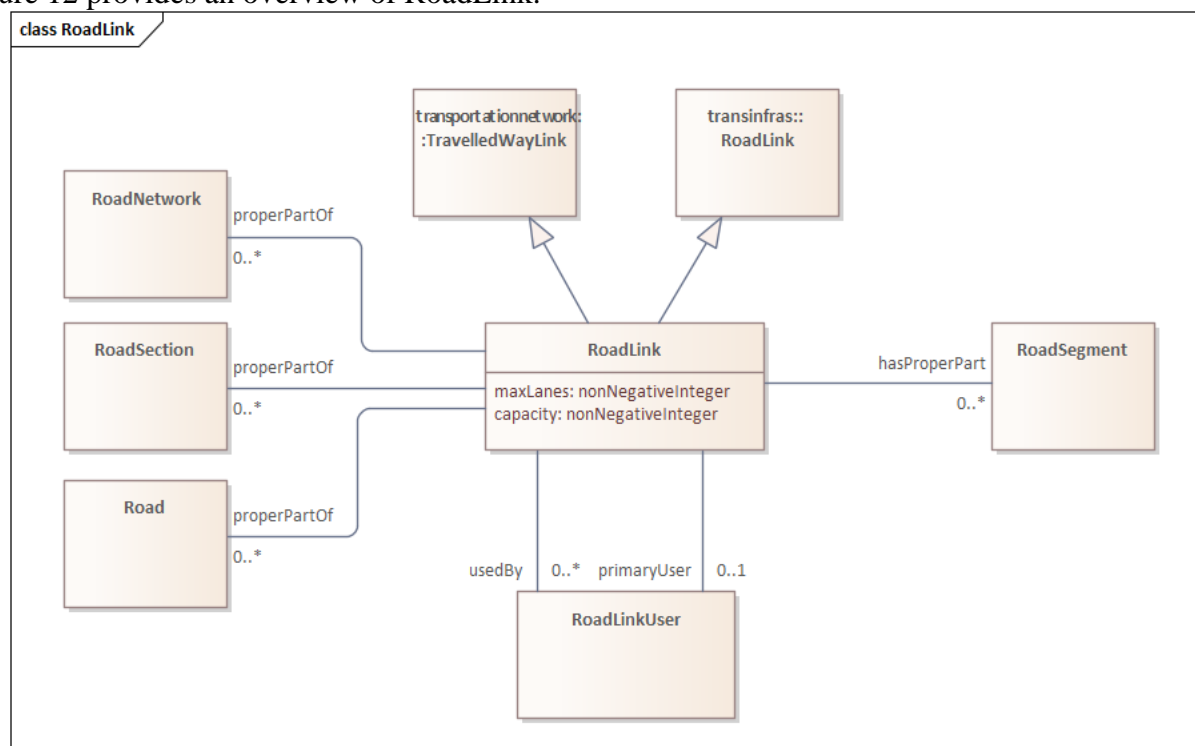 ure 12 provides an overview of RoadLink.
class RoadLink
transportationnetwork:
:TravelledWayLink
transinfras::
RoadLink
RoadNetwork
properPartOf
0..*
RoadSection
properPartOf
0..*
Road
properPartOf
0..*
RoadLink
maxLanes: nonNegativeInteger
capacity: nonNegativeInteger
hasProperPart
0..*
RoadSegment
usedBy
0..*
primaryUser
0..1
RoadLinkUser